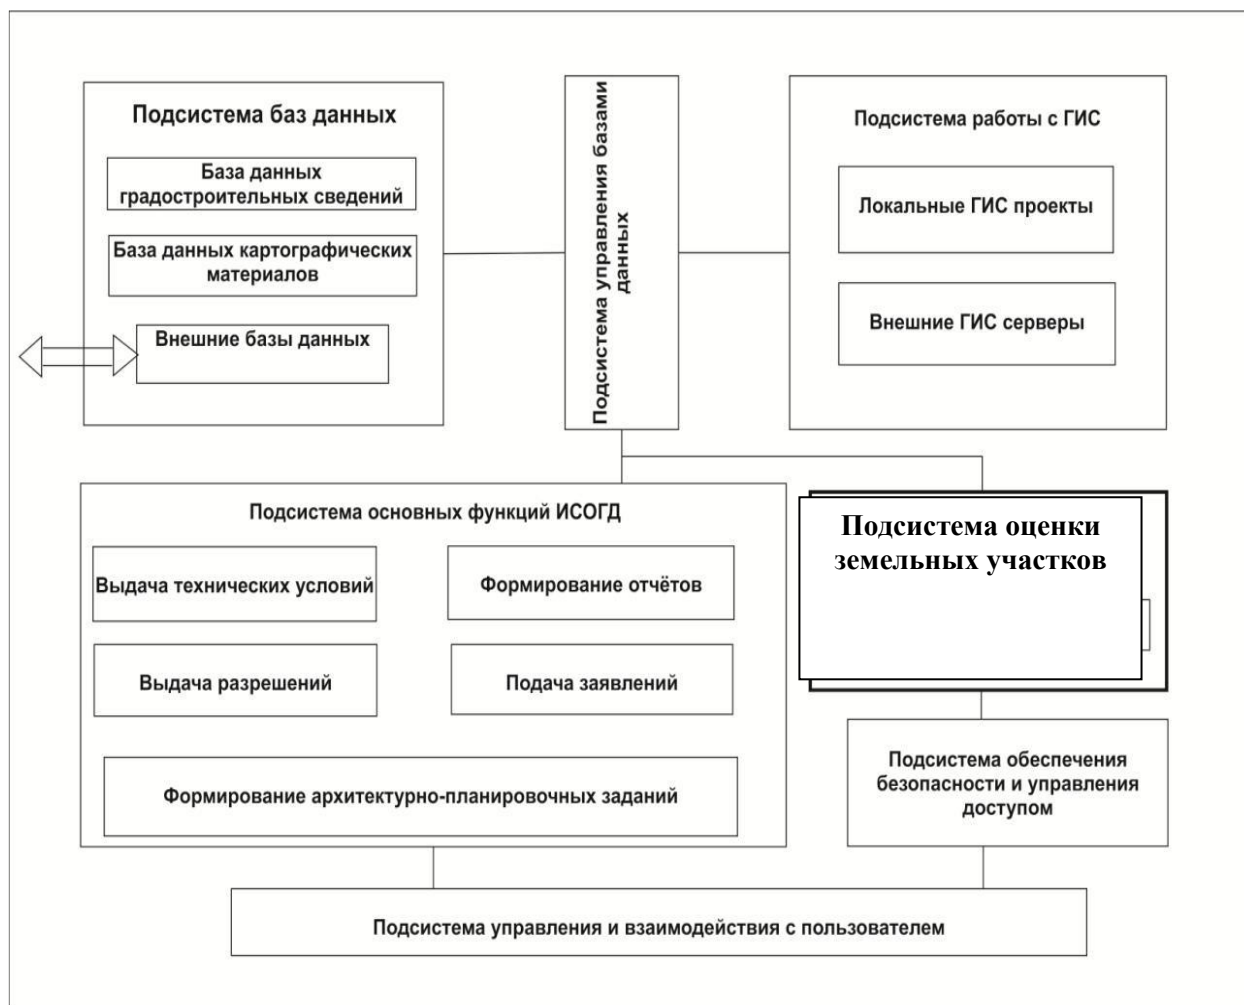 Подсистема баз данных
База данных
градостроительных сведений
База данных картографических
материалов
Внешние базы данных
Подсистема управления базами
данных
Подсистема работы с ГИС
Локальные ГИС проекты
Внешние ГИС серверы
Подсистема основных функций ИСОГД
Выдача технических условий
Формирование отчётов
Выдача разрешений
Подача заявлений
Формирование архитектурно-планировочных заданий
Подсистема оценки
земельных участков
Подсистема обеспечения
безопасности и управления
доступом
Подсистема управления и взаимодействия с пользователем